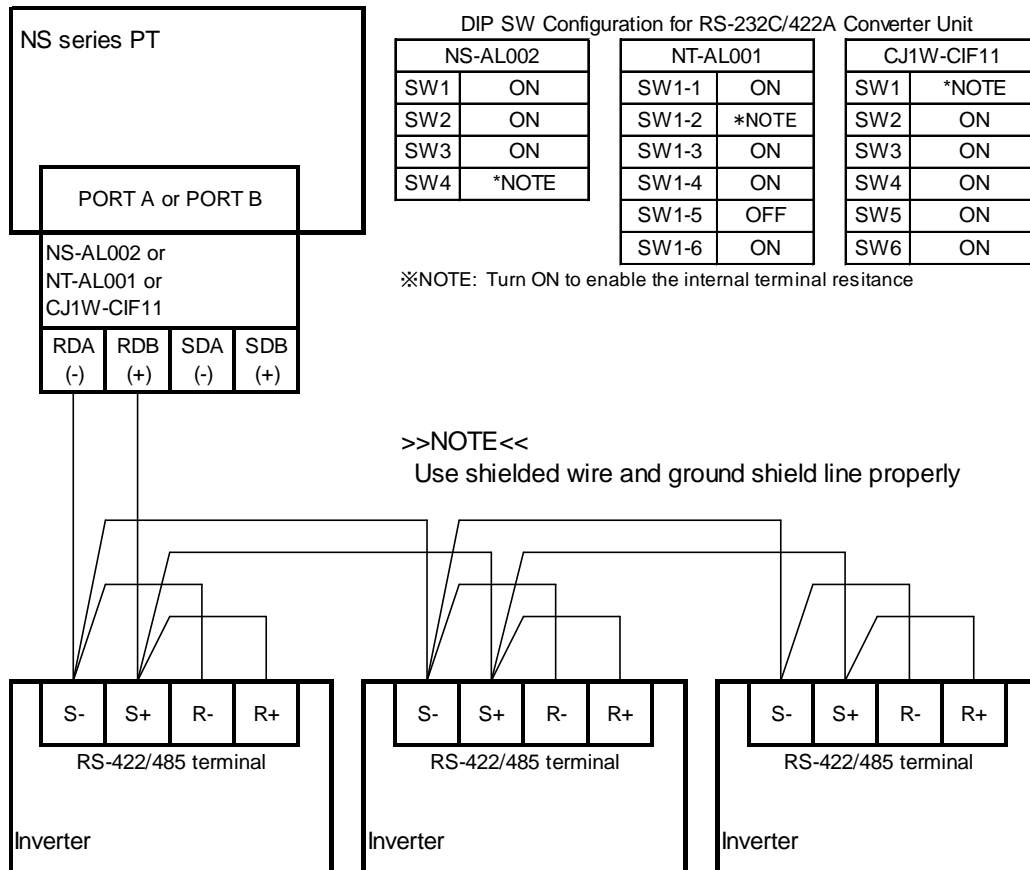 NS series PT
PORT A or PORT B
NS-AL002 or
NT-AL001 or
CJ1W-CIF11
RDA RDB SDA SDB
(-) (+) (-) (+)
DIP SW Configuration for RS-232C/422A Converter Unit
NS-AL002
SW1 ON
SW2 ON
SW3 ON
SW4 *NOTE
NT-AL001
SW1-1 ON
SW1-2 *NOTE
SW1-3 ON
SW1-4 ON
SW1-5 OFF
SW1-6 ON
CJ1W-CIF11
SW1 *NOTE
SW2 ON
SW3 ON
SW4 ON
SW5 ON
SW6 ON
※NOTE: Turn ON to enable the internal terminal resitance
>>NOTE<<
Use shielded wire and ground shield line properly
S- S+ R- R+
RS-422/485 terminal
Inverter
S- S+ R- R+
RS-422/485 terminal
Inverter
S- S+ R- R+
RS-422/485 terminal
Inverter